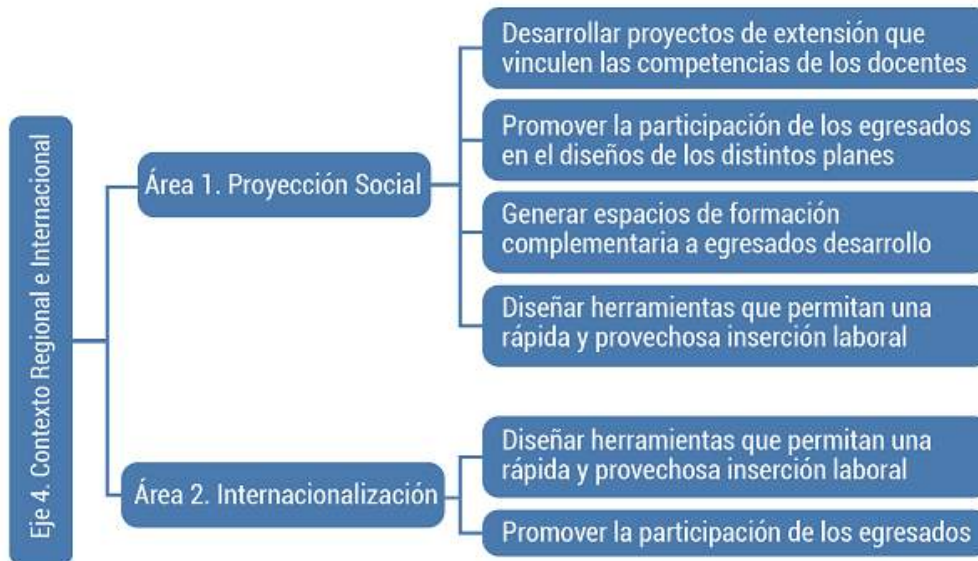 Eje 4. Contexto Regional e Internacional
Área 1. Proyección Social
Desarrollar proyectos de extensión que
vinculen las competencias de los docentes
Promover la participación de los egresados
en el diseños de los distintos planes
Generar espacios de formación
complementaria a egresados desarrollo
Diseñar herramientas que permitan una
rápida y provechosa inserción laboral
Área 2. Internacionalización
Diseñar herramientas que permitan una
rápida y provechosa inserción laboral
Promover la participación de los egresados